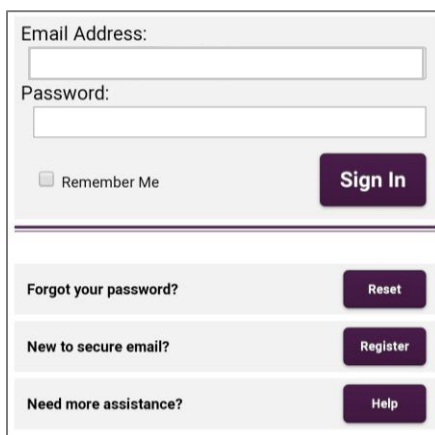 Email Address:
Password:
Remember Me
Sign In
Forgot your password?
Reset
New to secure email?
Register
Need more assistance?
Help